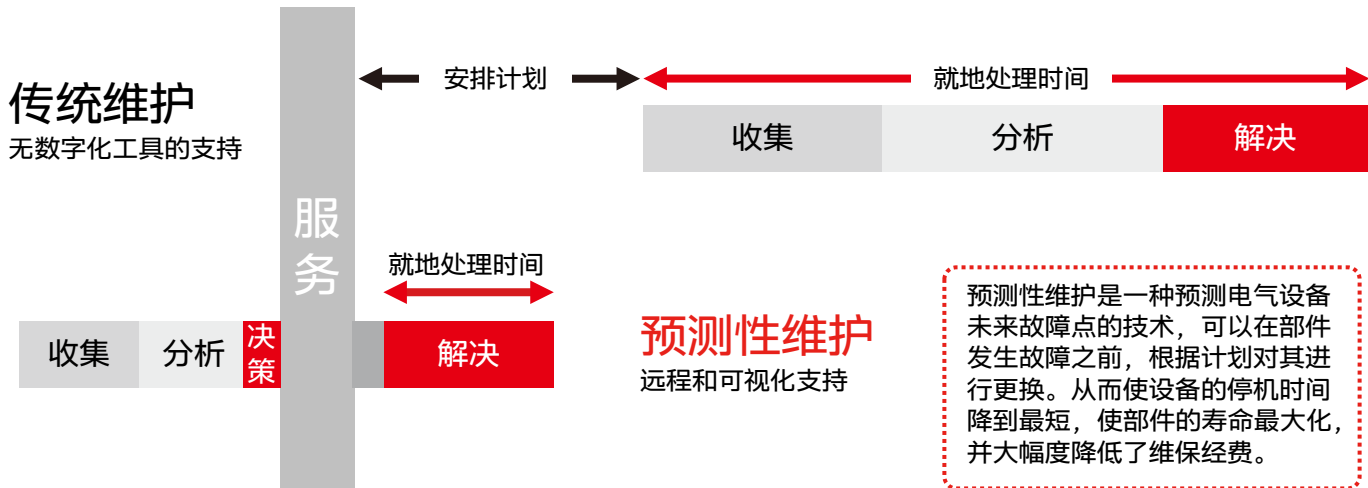 传统维护
无数字化工具的支持
安排计划
就地处理时间
收集
分析
解决
服
务
就地处理时间
收集
分析
决
策
解决
预测性维护
远程和可视化支持
预测性维护是一种预测电气设备
未来故障点的技术，可以在部件
发生故障之前，根据计划对其进
行更换。从而使设备的停机时间
降到最短，使部件的寿命最大化，
并大幅度降低了维保经费。